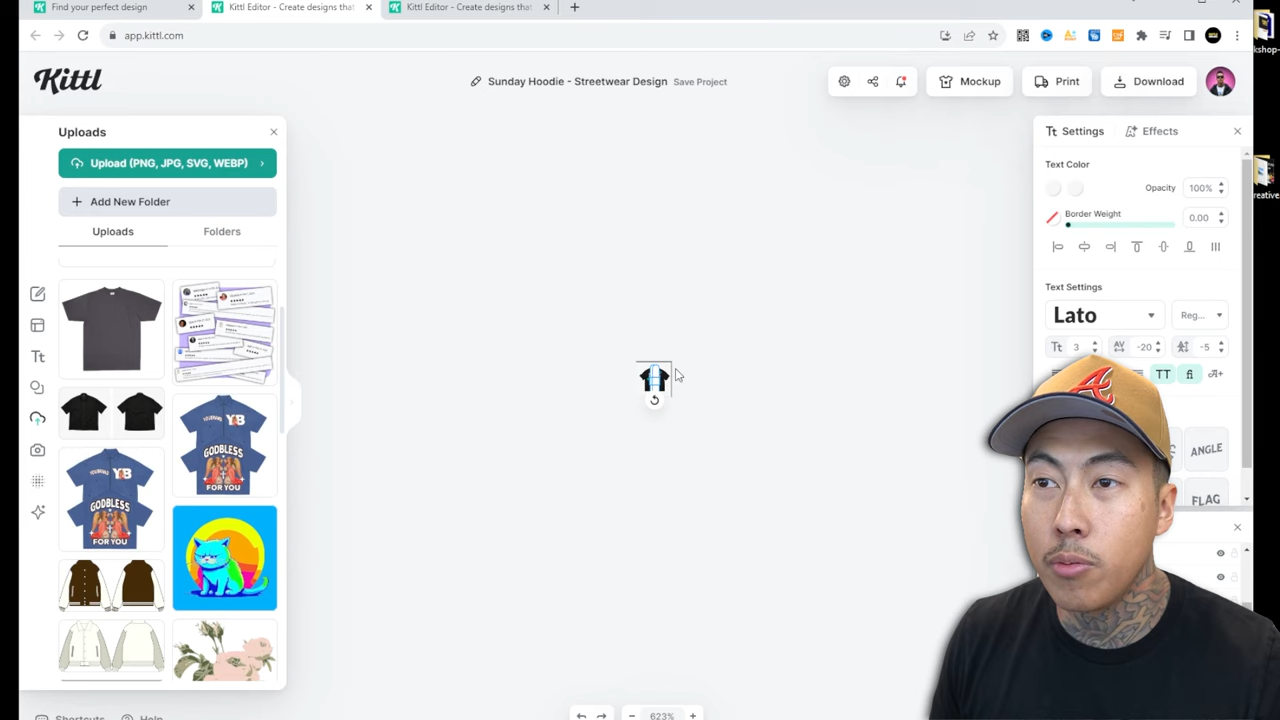 Find your perfect design
Kittl Editor - Create designs that
Kittl Editor - Create designs that
app.kittl.com
kshop-
Kittl
Sunday Hoodie - Streetwear Design Save Project
Mockup
Print
Download
Uploads
Upload (PNG, JPG, SVG, WEBP)
Add New Folder
Uploads
Folders
YB
GODBLESS
FOR YOU
YB
GODBLESS
FOR YOU
Settings
Effects
Text Color
Opacity
100%
Border Weight
0.00
Text Settings
Lato
Reg...
3
-20
-5
TT
fi
A+
ANGLE
FLAG
reative
Shortcuts
Help
623%